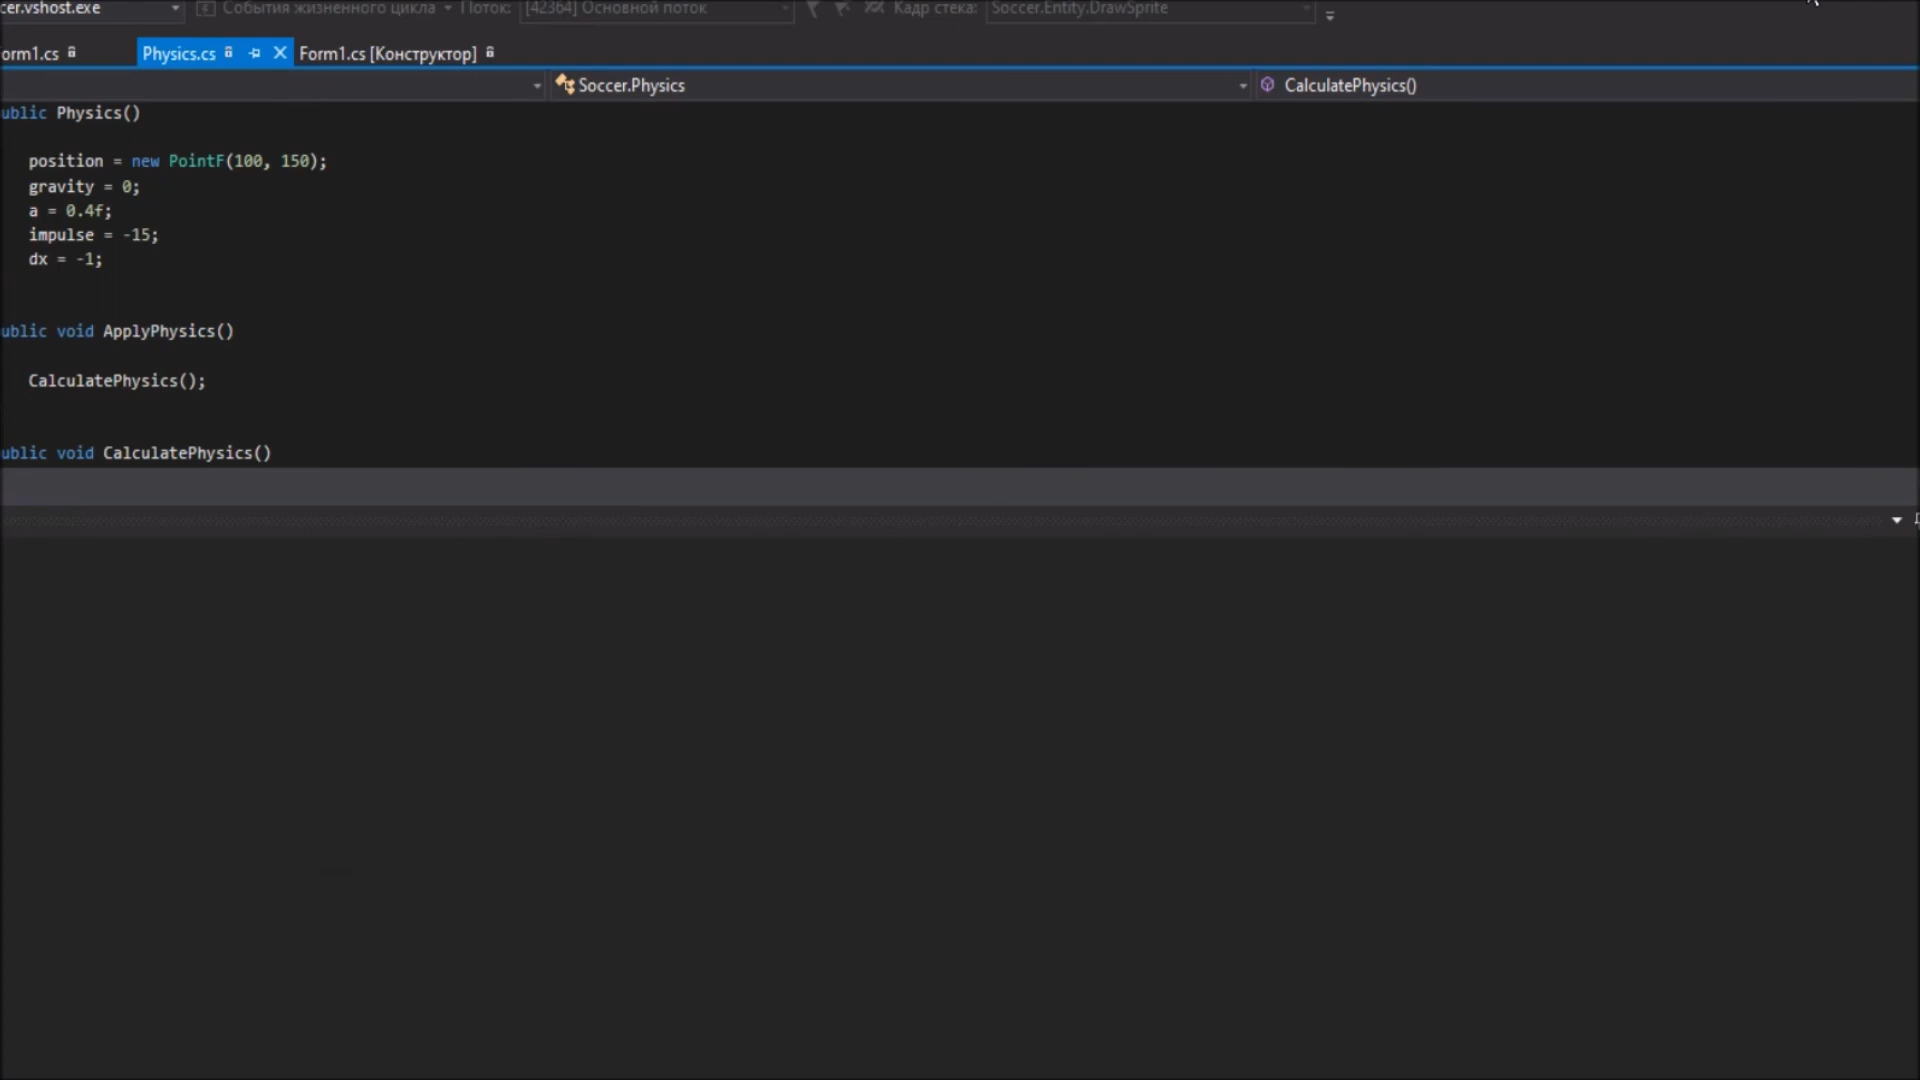 cer.vshost.exe События жизненного цикла Поток: [42364] Основной поток Кадр стека: Soccer.Entity.DrawSprite
orm1.cs Physics.cs Form1.cs [Конструктор]
Soccer.Physics CalculatePhysics()
ublic Physics()
position = new PointF(100, 150);
gravity = 0;
a = 0.4f;
impulse = -15;
dx = -1;
ublic void ApplyPhysics()
CalculatePhysics();
ublic void CalculatePhysics()